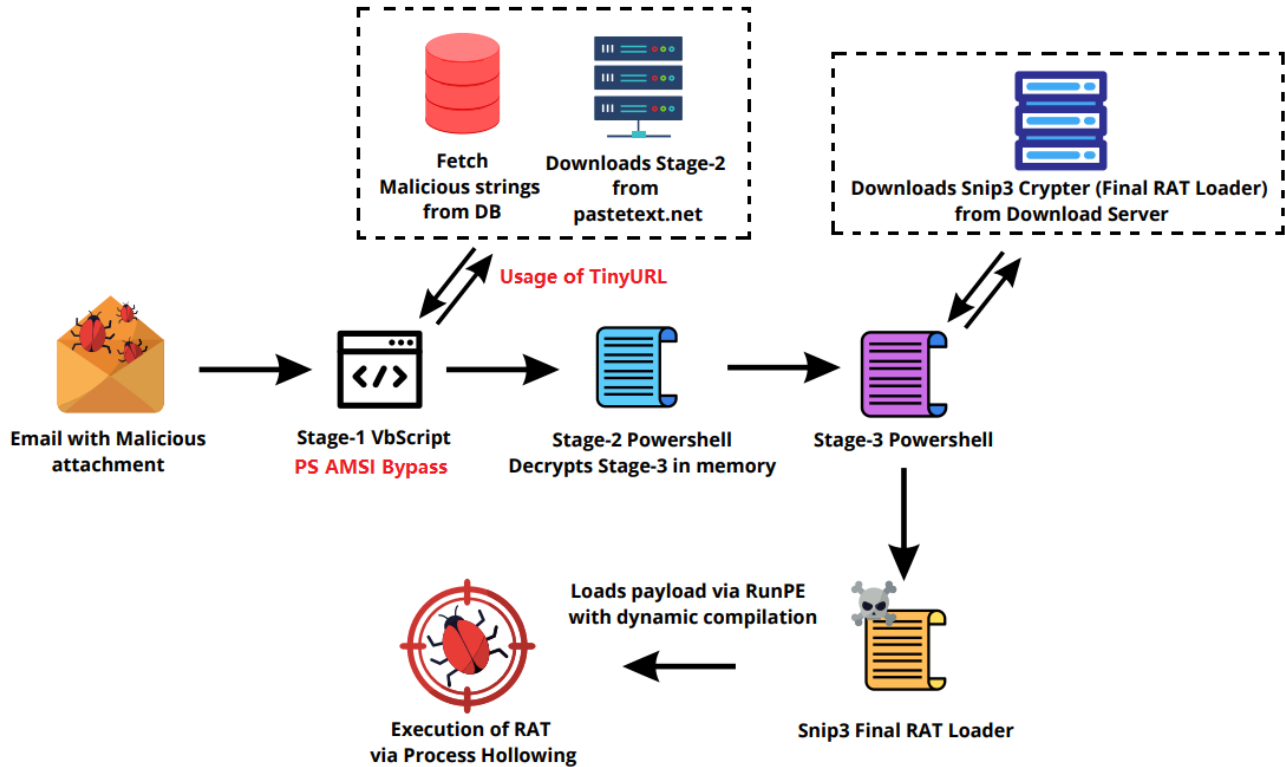 Fetch
Malicious strings
from DB
Downloads Stage-2
from
pastetext.net
Downloads Snip3 Crypter (Final RAT Loader)
from Download Server
Usage of TinyURL
Email with Malicious
attachment
Stage-1 VbScript
PS AMSI Bypass
Stage-2 Powershell
Decrypts Stage-3 in memory
Stage-3 Powershell
Loads payload via RunPE
with dynamic compilation
Execution of RAT
via Process Hollowing
Snip3 Final RAT Loader